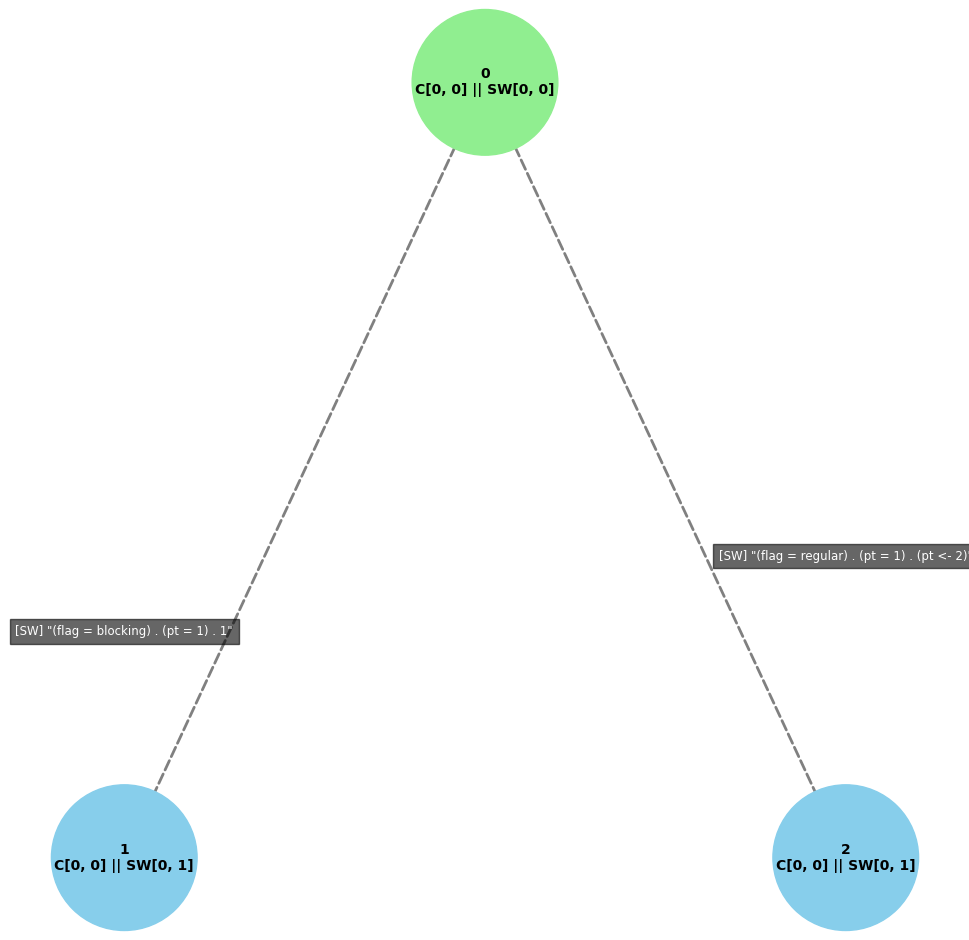 0
C[0, 0] || SW[0, 0]
[SW] "(flag = regular) . (pt = 1) . (pt <- 2)"
[SW] "(flag = blocking) . (pt = 1) . 1"
1
C[0, 0] || SW[0, 1]
2
C[0, 0] || SW[0, 1]